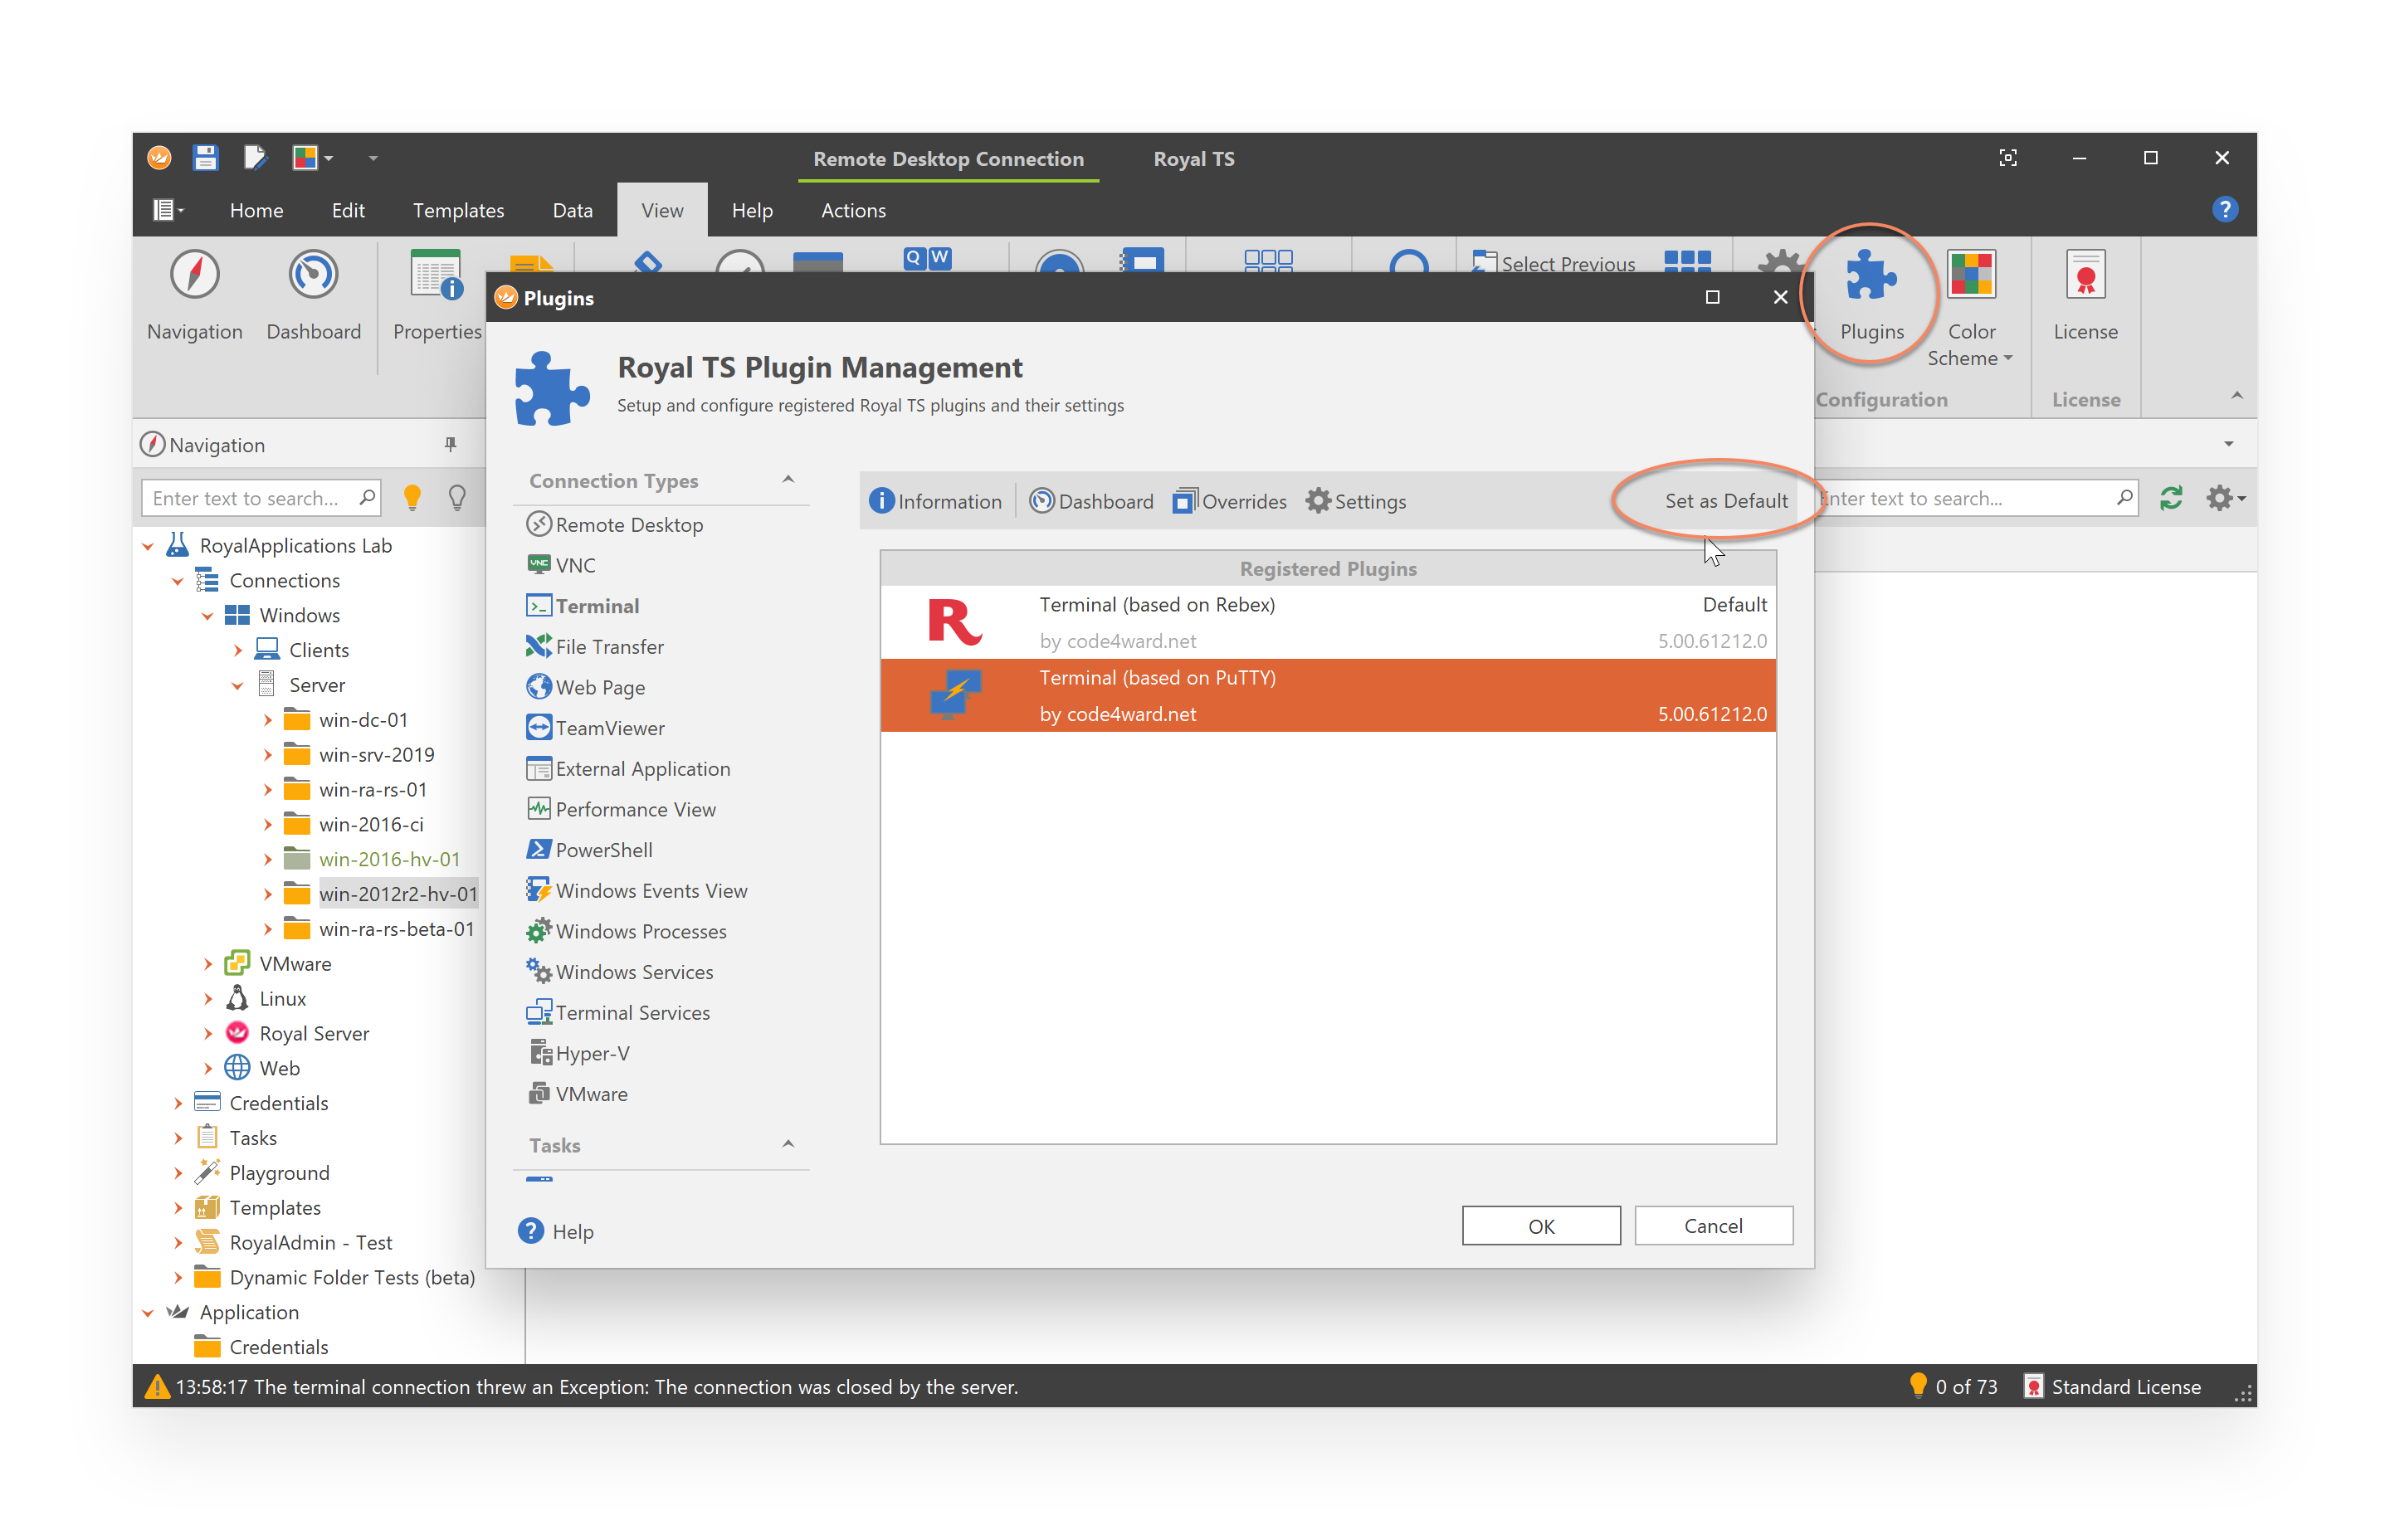 Remote Desktop Connection
Royal TS
Home
Edit
Templates
Data
View
Help
Actions
?
Navigation
Dashboard
Properties
Q W
Select Previous
Plugins
Color
Scheme
License
Configuration
License
Navigation
Enter text to search...
RoyalApplications Lab
Connections
Windows
Clients
Server
win-dc-01
win-srv-2019
win-ra-rs-01
win-2016-ci
win-2016-hv-01
win-2012r2-hv-01
win-ra-rs-beta-01
VMware
Linux
Royal Server
Web
Credentials
Tasks
Playground
Templates
RoyalAdmin - Test
Dynamic Folder Tests (beta)
Application
Credentials
Plugins
Royal TS Plugin Management
Setup and configure registered Royal TS plugins and their settings
Connection Types
Remote Desktop
VNC
VNC
Terminal
File Transfer
Web Page
TeamViewer
External Application
Performance View
PowerShell
Windows Events View
Windows Processes
Windows Services
Terminal Services
Hyper-V
VMware
Tasks
? Help
Information
Dashboard
Overrides
Settings
Set as Default
Registered Plugins
R
Terminal (based on Rebex)
Default
by code4ward.net
5.00.61212.0
Terminal (based on PuTTY)
by code4ward.net
5.00.61212.0
OK
Cancel
Enter text to search...
13:58:17 The terminal connection threw an Exception: The connection was closed by the server.
0 of 73
Standard License